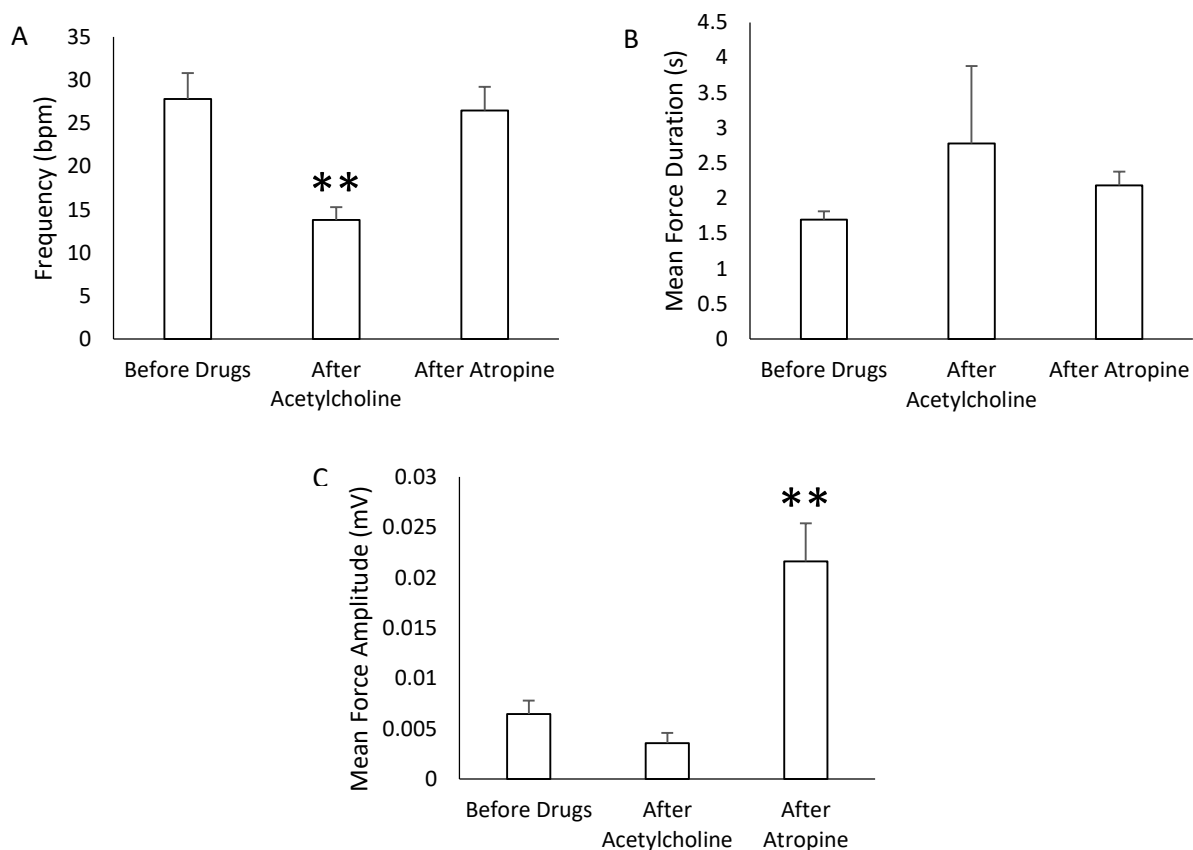 A
Frequency (bpm)
35
30
25
20
15
10
5
0
**
Before Drugs
After
Acetylcholine
After Atropine
B
Mean Force Duration (s)
4.5
4
3.5
3
2.5
2
1.5
1
0.5
0
Before Drugs
After
Acetylcholine
After Atropine
C
Mean Force Amplitude (mV)
0.03
0.025
0.02
0.015
0.01
0.005
0
**
Before Drugs
After
Acetylcholine
After
Atropine